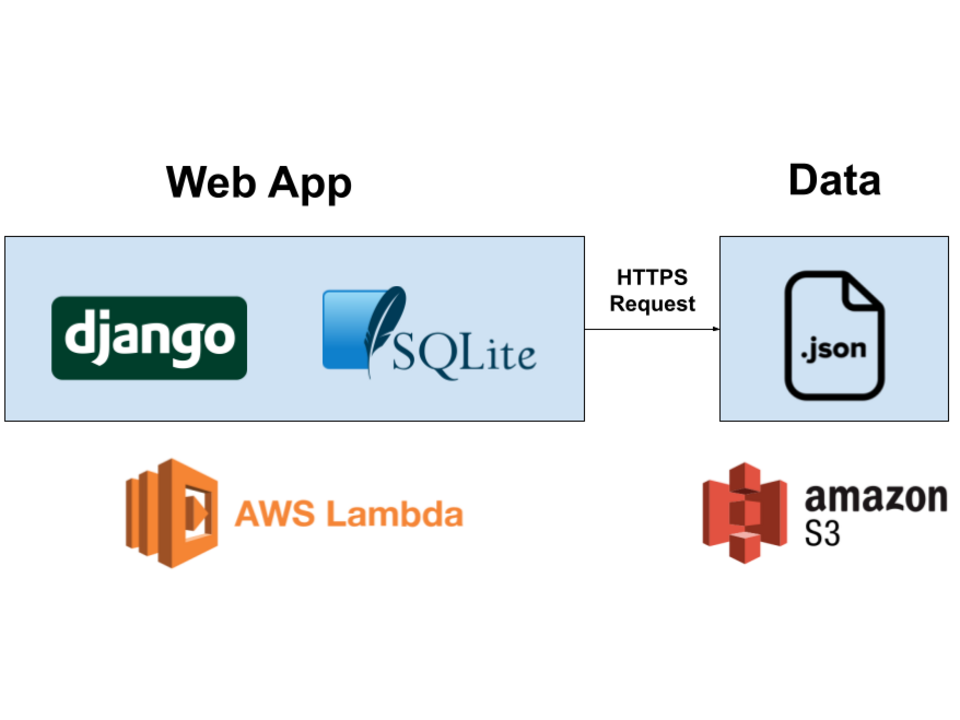 Web App
Data
django
SQLite
HTTPS
Request
.json
AWS Lambda
amazon
S3